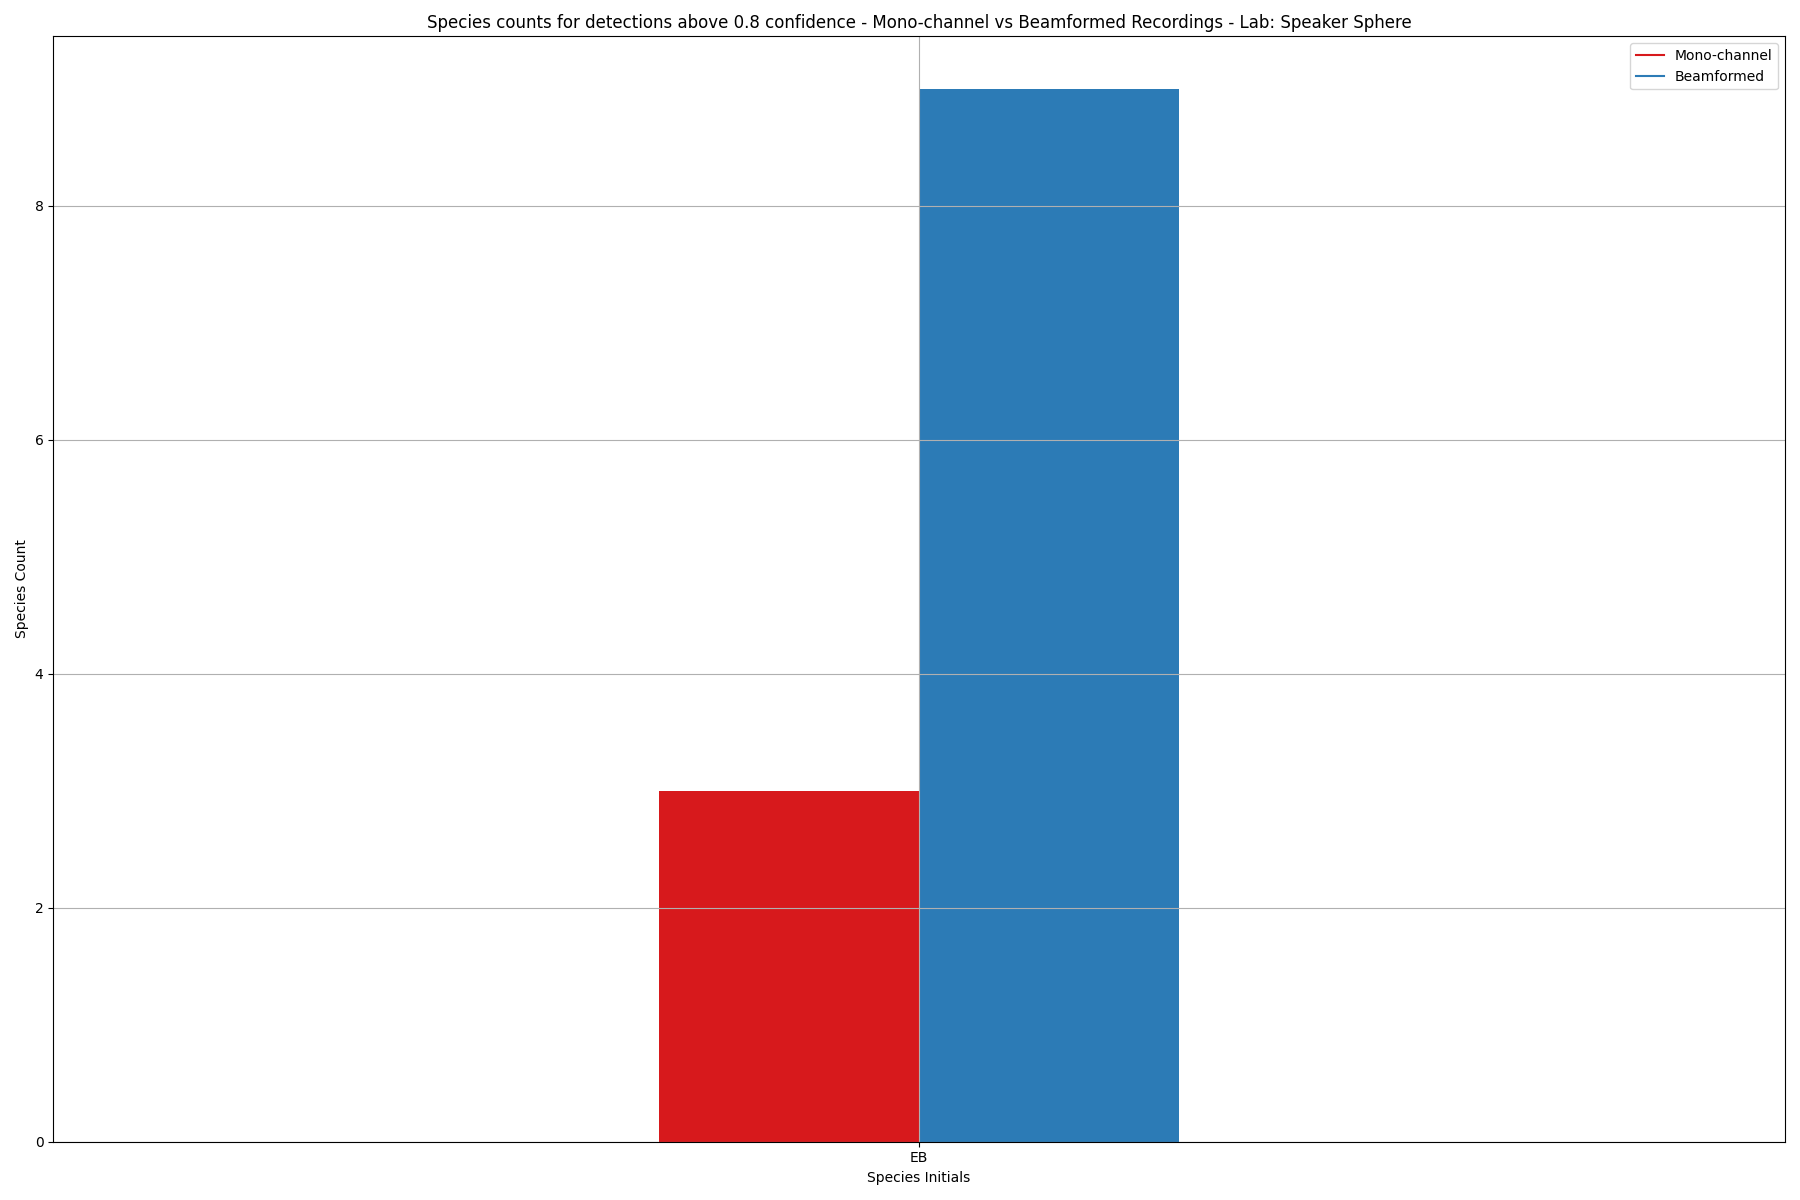 Species counts for detections above 0.8 confidence - Mono-channel vs Beamformed Recordings - Lab: Speaker Sphere
Mono-channel
Beamformed
8
6
4
2
0
Species Count
EB
Species Initials